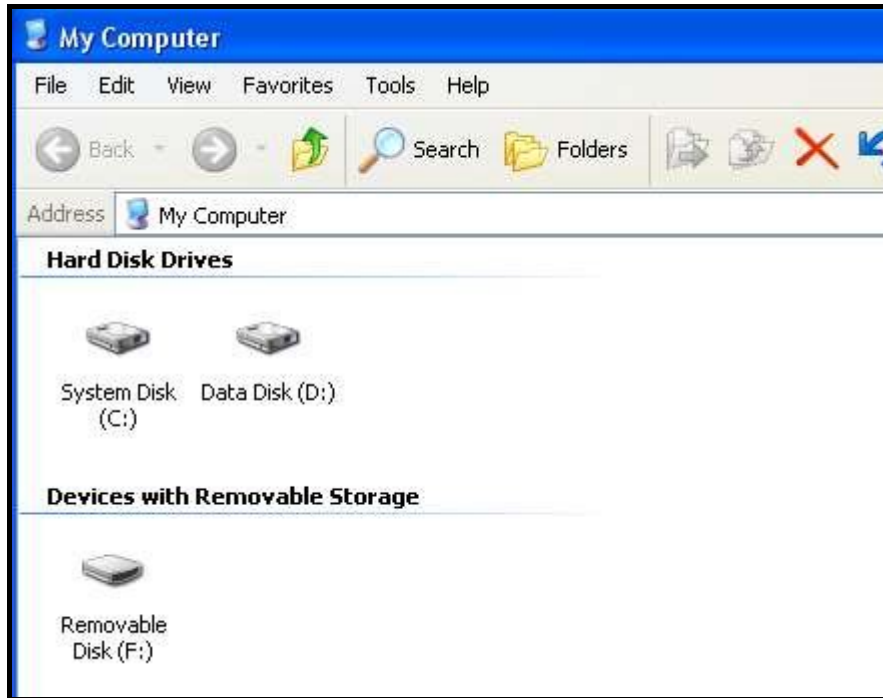 My Computer
File Edit View Favorites Tools Help
Back Search Folders
Address My Computer
Hard Disk Drives
System Disk Data Disk (D:)
(C:)
Devices with Removable Storage
Removable
Disk (F:)